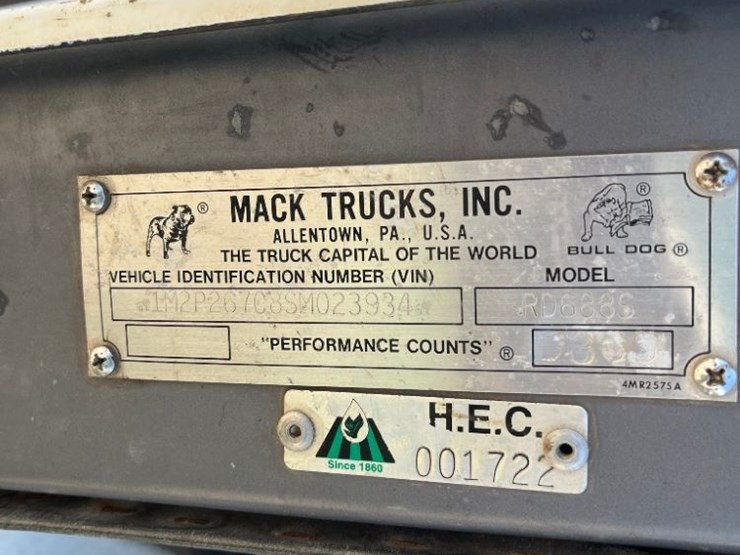 MACK TRUCKS, INC.
ALLENTOWN, PA., U.S.A.
THE TRUCK CAPITAL OF THE WORLD
BULL DOG ®
VEHICLE IDENTIFICATION NUMBER (VIN)
MODEL
1M2P267C8SM023934
RD688S
"PERFORMANCE COUNTS" ®
4MR2575A
H.E.C.
Since 1860
001722